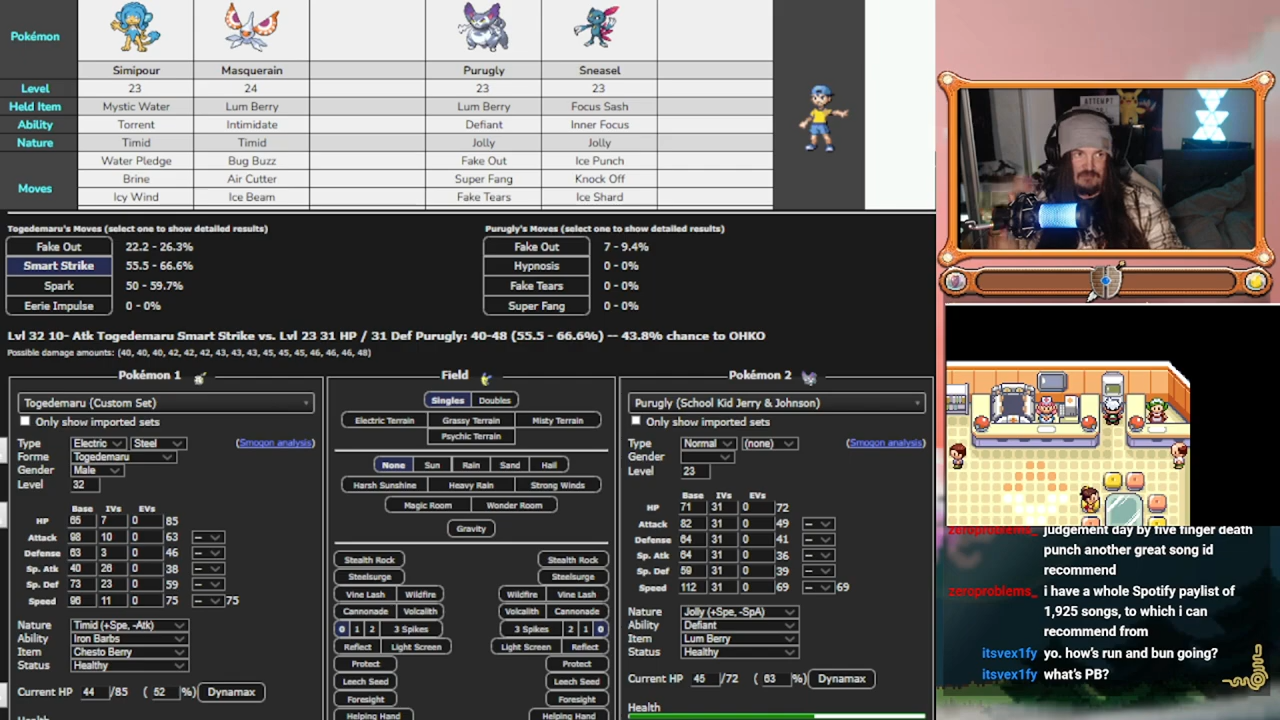 Pokémon
Simipour Masquerain Purugly Sneasel
Level 23 24 23 23
Held Item Mystic Water Lum Berry Lum Berry Focus Sash
Ability Torrent Intimidate Defiant Inner Focus
Nature Timid Timid Jolly Jolly
Water Pledge Bug Buzz Fake Out Ice Punch
Moves Brine Air Cutter Super Fang Knock Off
Icy Wind Ice Beam Fake Tears Ice Shard
ATTEMPT
Togedemaru's Moves (select one to show detailed results)
Fake Out 22.2 - 26.3%
Smart Strike 55.5 - 66.6%
Spark 50 - 59.7%
Eerie Impulse 0 - 0%
Purugly's Moves (select one to show detailed results)
Fake Out 7 - 9.4%
Hypnosis 0 - 0%
Fake Tears 0 - 0%
Super Fang 0 - 0%
Lvl 32 10- Atk Togedemaru Smart Strike vs. Lvl 23 31 HP / 31 Def Purugly: 40-48 (55.5 - 66.6%) -- 43.8% chance to OHKO
Possible damage amounts: (40, 40, 40, 42, 42, 42, 43, 43, 43, 45, 45, 45, 46, 46, 46, 48)
Pokémon 1
Togedemaru (Custom Set)
Only show imported sets
Type Electric Steel (Smogon analysis)
Forme Togedemaru
Gender Male
Level 32
Base IVs EVs
HP 65 7 0 85
Attack 98 10 0 63 --
Defense 63 3 0 46 --
Sp. Atk 40 26 0 38 --
Sp. Def 73 23 0 59 --
Speed 96 11 0 75 -- 75
Nature Timid (+Spe, -Atk)
Ability Iron Barbs
Item Chesto Berry
Status Healthy
Current HP 44 /85 ( 52 %) Dynamax
Health
Field
Singles Doubles
Electric Terrain Grassy Terrain Misty Terrain
Psychic Terrain
None Sun Rain Sand Hail
Harsh Sunshine Heavy Rain Strong Winds
Magic Room Wonder Room
Gravity
Stealth Rock Stealth Rock
Steelsurge Steelsurge
Vine Lash Wildfire Wildfire Vine Lash
Cannonade Volcalith Volcalith Cannonade
0 1 2 3 Spikes 3 Spikes 2 1 0
Reflect Light Screen Light Screen Reflect
Protect Protect
Leech Seed Leech Seed
Foresight Foresight
Helping Hand Helping Hand
Pokémon 2
Purugly (School Kid Jerry & Johnson)
Only show imported sets
Type Normal (none) (Smogon analysis)
Gender
Level 23
Base IVs EVs
HP 71 31 0 72
Attack 82 31 0 49 --
Defense 64 31 0 41 --
Sp. Atk 64 31 0 36 --
Sp. Def 59 31 0 39 --
Speed 112 31 0 69 -- 69
Nature Jolly (+Spe, -SpA)
Ability Defiant
Item Lum Berry
Status Healthy
Current HP 45 /72 ( 63 %) Dynamax
Health
zeroproblems_ judgement day by five finger death
punch another great song id
recommend
zeroproblems_ i have a whole Spotify paylist of
1,925 songs, to which i can
recommend from
itsvex1fy yo. how's run and bun going?
itsvex1fy what's PB?